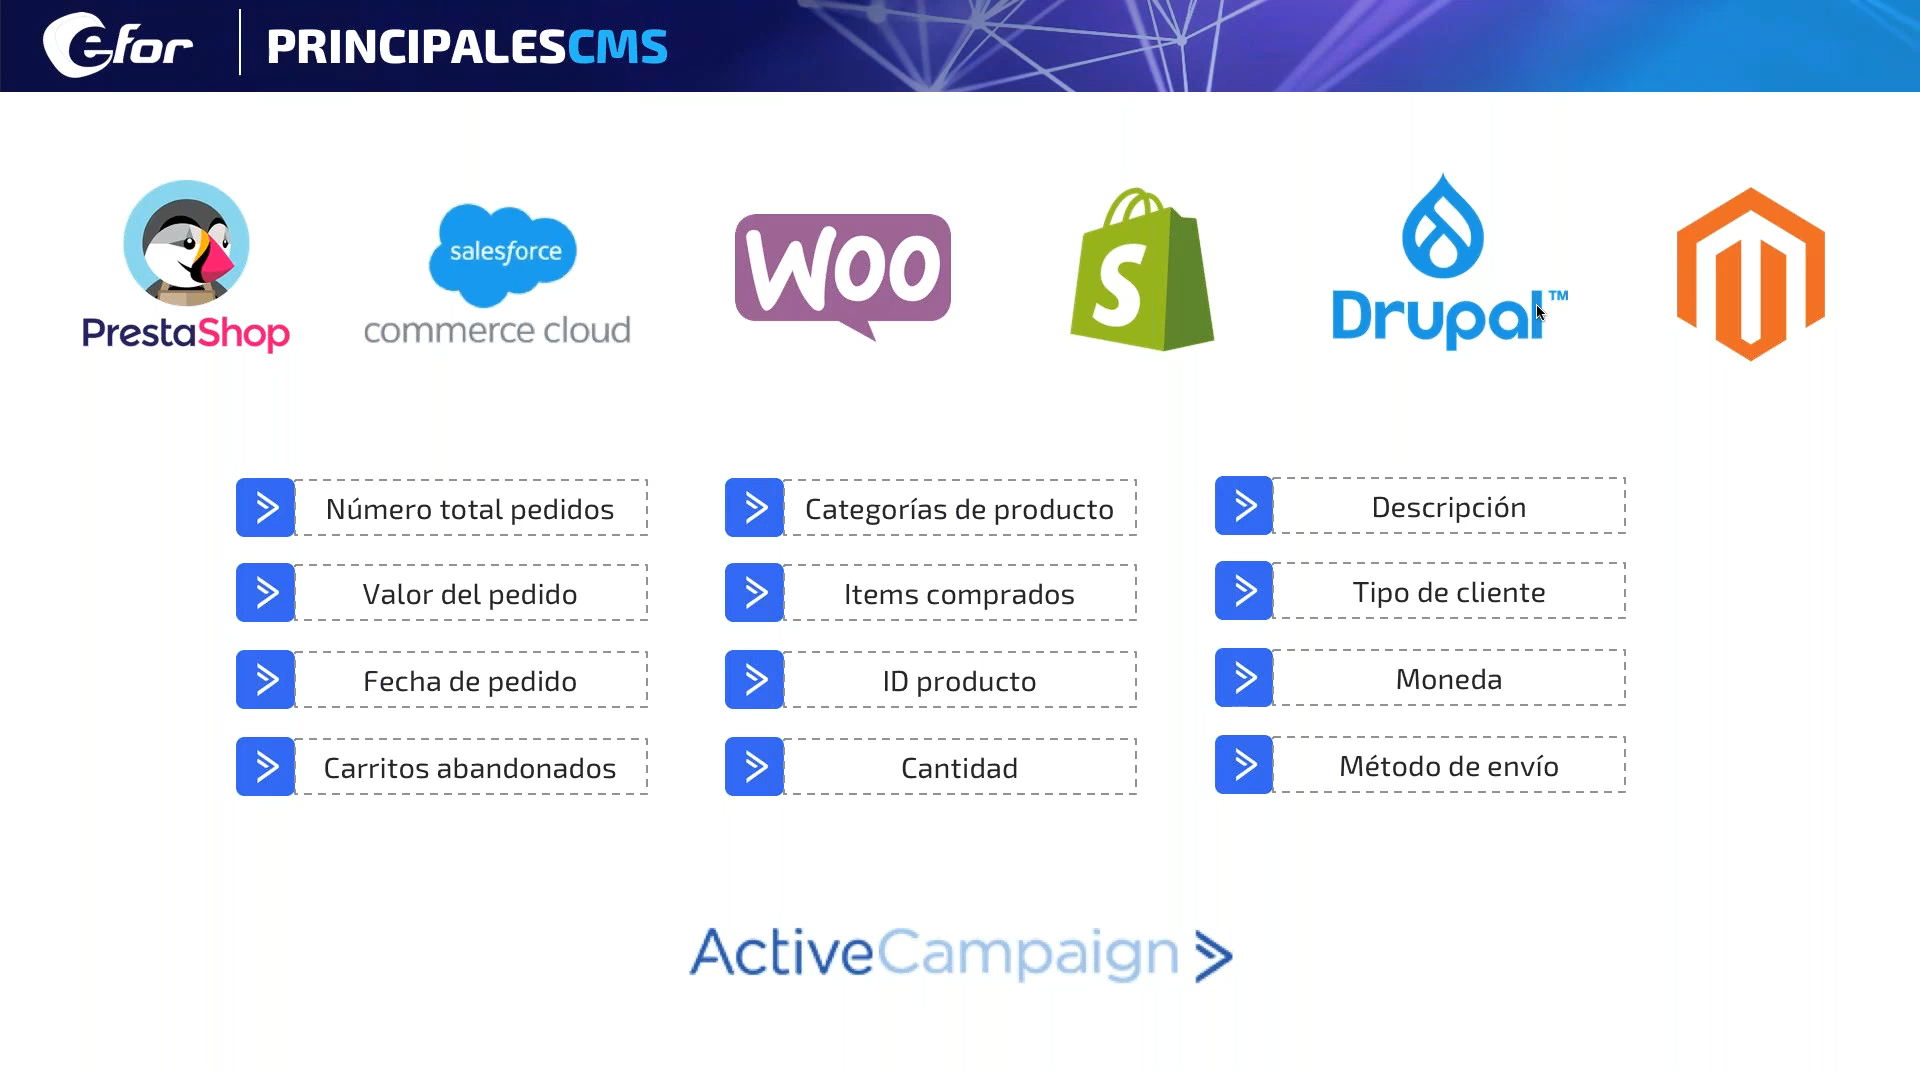 efor
PRINCIPALESCMS
PrestaShop
salesforce
commerce cloud
WOO
S
Drupal™
Número total pedidos
Categorías de producto
Descripción
Valor del pedido
Items comprados
Tipo de cliente
Fecha de pedido
ID producto
Moneda
Carritos abandonados
Cantidad
Método de envío
ActiveCampaign